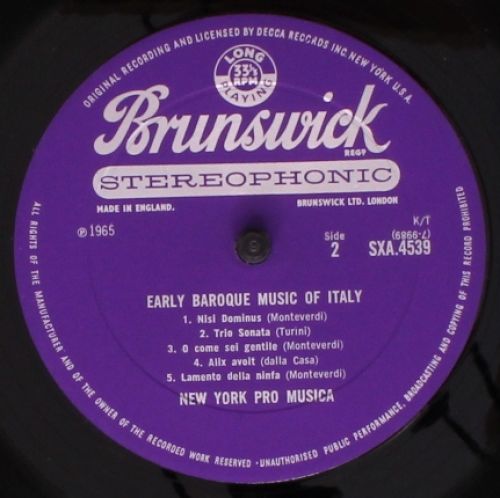 ORIGINAL RECORDING AND LICENSED BY DECCA RECORDS INC. NEW YORK U.S.A.
LONG
33⅓
RPM
PLAYING
Brunswick
REGD
STEREOPHONIC
MADE IN ENGLAND.
BRUNSWICK LTD. LONDON
℗ 1965
K/T
(7-9989)
Side
2
SXA.4539
EARLY BAROQUE MUSIC OF ITALY
1. Nisi Dominus (Monteverdi)
2. Trio Sonata (Turini)
3. O come sei gentile (Monteverdi)
4. Alix avoit (dalla Casa)
5. Lamento della ninfa (Monteverdi)
NEW YORK PRO MUSICA
ALL RIGHTS OF THE MANUFACTURER AND OF THE OWNER OF THE RECORDED WORK RESERVED · UNAUTHORISED PUBLIC PERFORMANCE, BROADCASTING AND COPYING OF THIS RECORD PROHIBITED